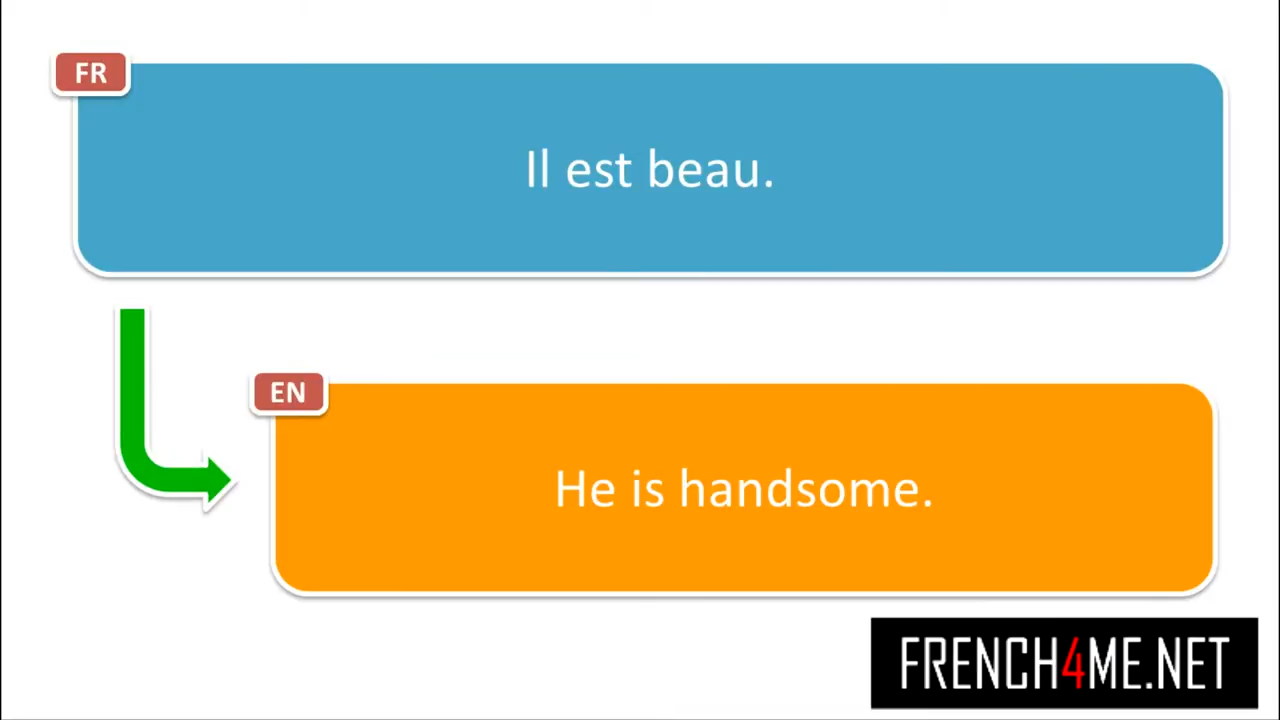 FR
Il est beau.
EN
He is handsome.
FRENCH4ME.NET